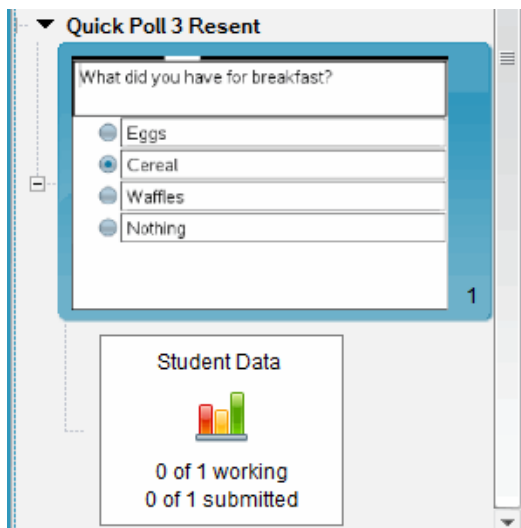 Quick Poll 3 Resent
What did you have for breakfast?
Eggs
Cereal
Waffles
Nothing
1
Student Data
0 of 1 working
0 of 1 submitted